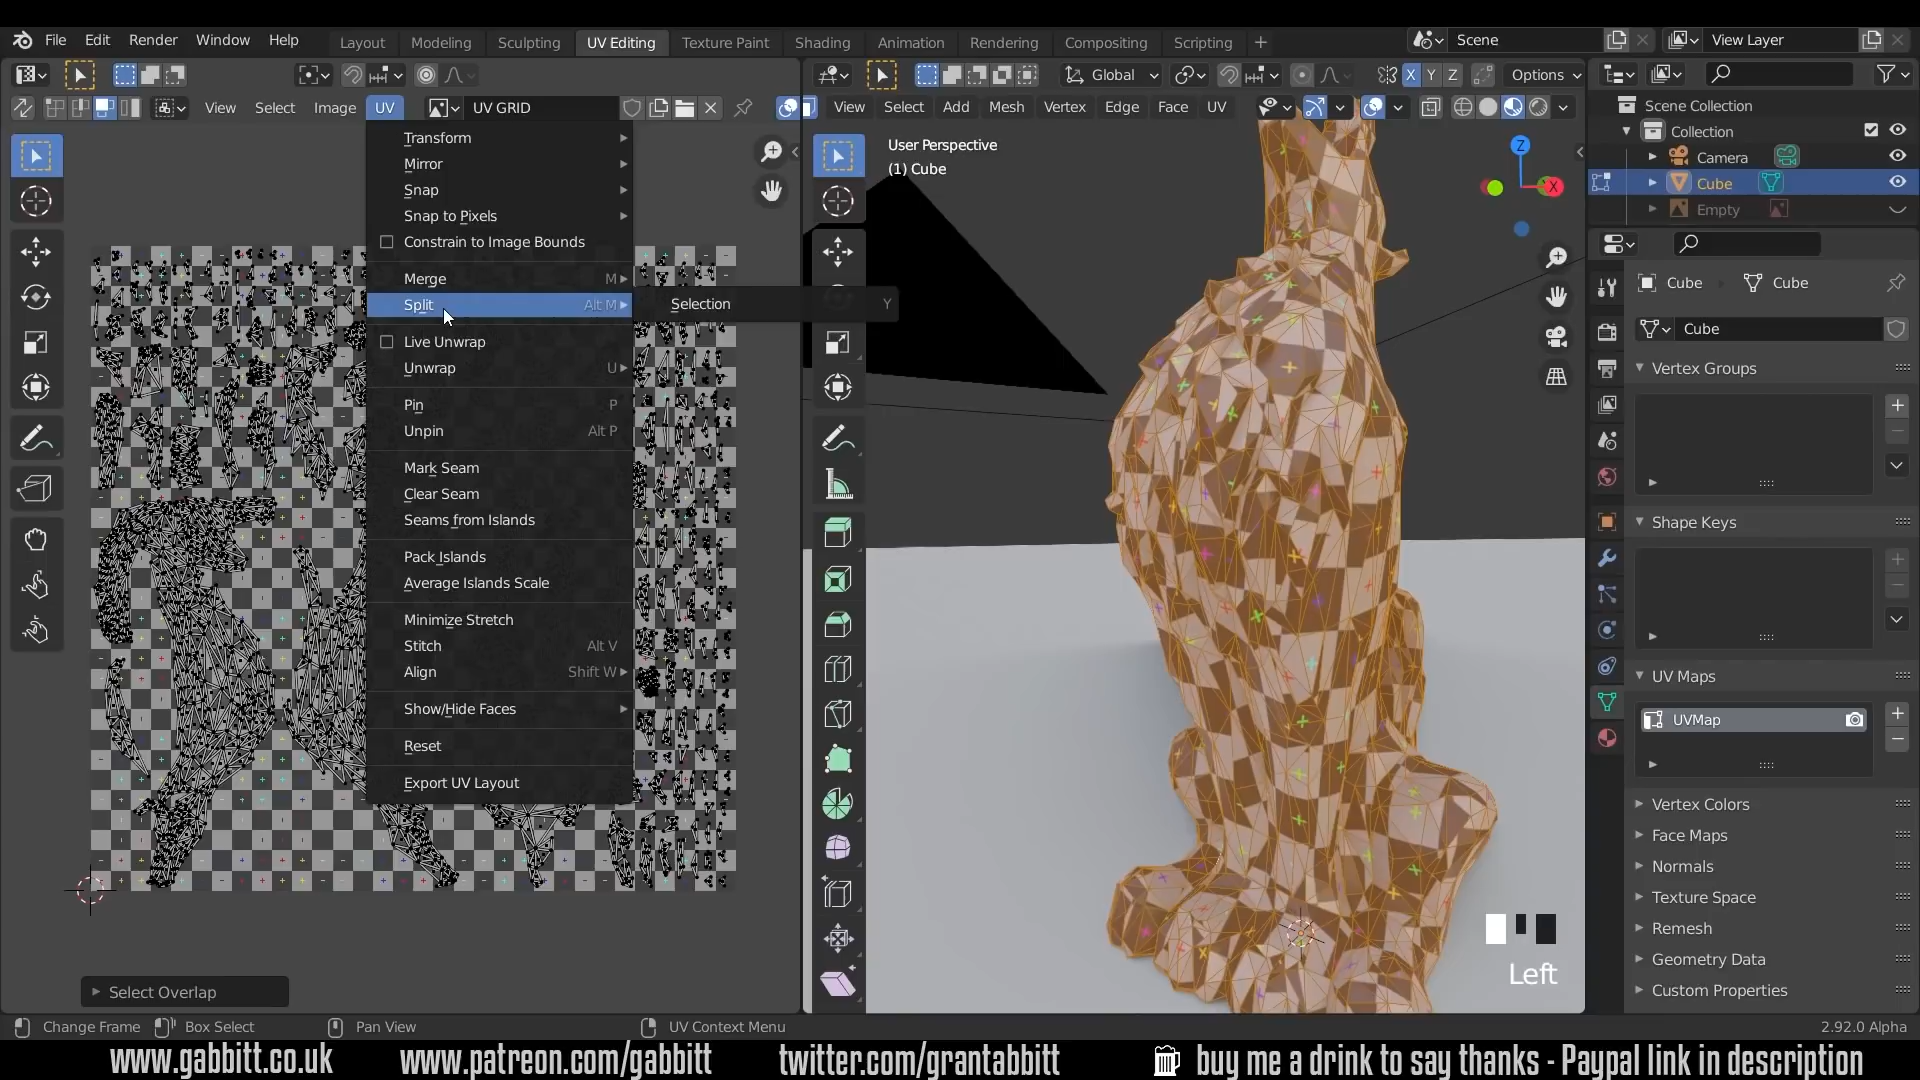 File Edit Render Window Help
Layout Modeling Sculpting UV Editing Texture Paint Shading Animation Rendering Compositing Scripting +
Scene
View Layer
Global
X Y Z
Options
View Select Image UV
UV GRID
View Select Add Mesh Vertex Edge Face UV
Transform
Mirror
Snap
Snap to Pixels
Constrain to Image Bounds
Merge M
Split Alt M
Selection Y
Live Unwrap
Unwrap U
Pin P
Unpin Alt P
Mark Seam
Clear Seam
Seams from Islands
Pack Islands
Average Islands Scale
Minimize Stretch
Stitch Alt V
Align Shift W
Show/Hide Faces
Reset
Export UV Layout
Select Overlap
User Perspective
(1) Cube
Z
X
Left
Scene Collection
Collection
Camera
Cube
Empty
Cube Cube
Cube
Vertex Groups
Shape Keys
UV Maps
UVMap
Vertex Colors
Face Maps
Normals
Texture Space
Remesh
Geometry Data
Custom Properties
Change Frame Box Select Pan View UV Context Menu 2.92.0 Alpha
www.gabbitt.co.uk www.patreon.com/gabbitt twitter.com/grantabbitt buy me a drink to say thanks - Paypal link in description